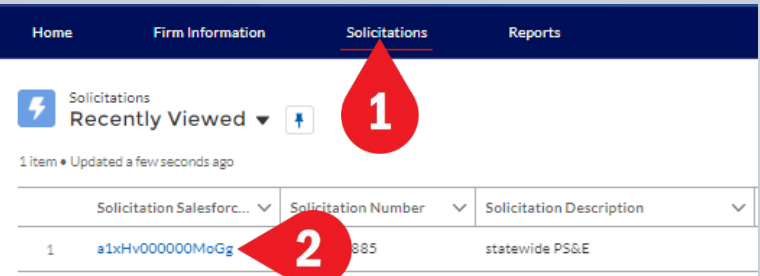 Home Firm Information Solicitations Reports
1
Solicitations
Recently Viewed
1 item • Updated a few seconds ago
Solicitation Salesforc... Solicitation Number Solicitation Description
1 a1xHv000000MoGg 2 885 statewide PS&E